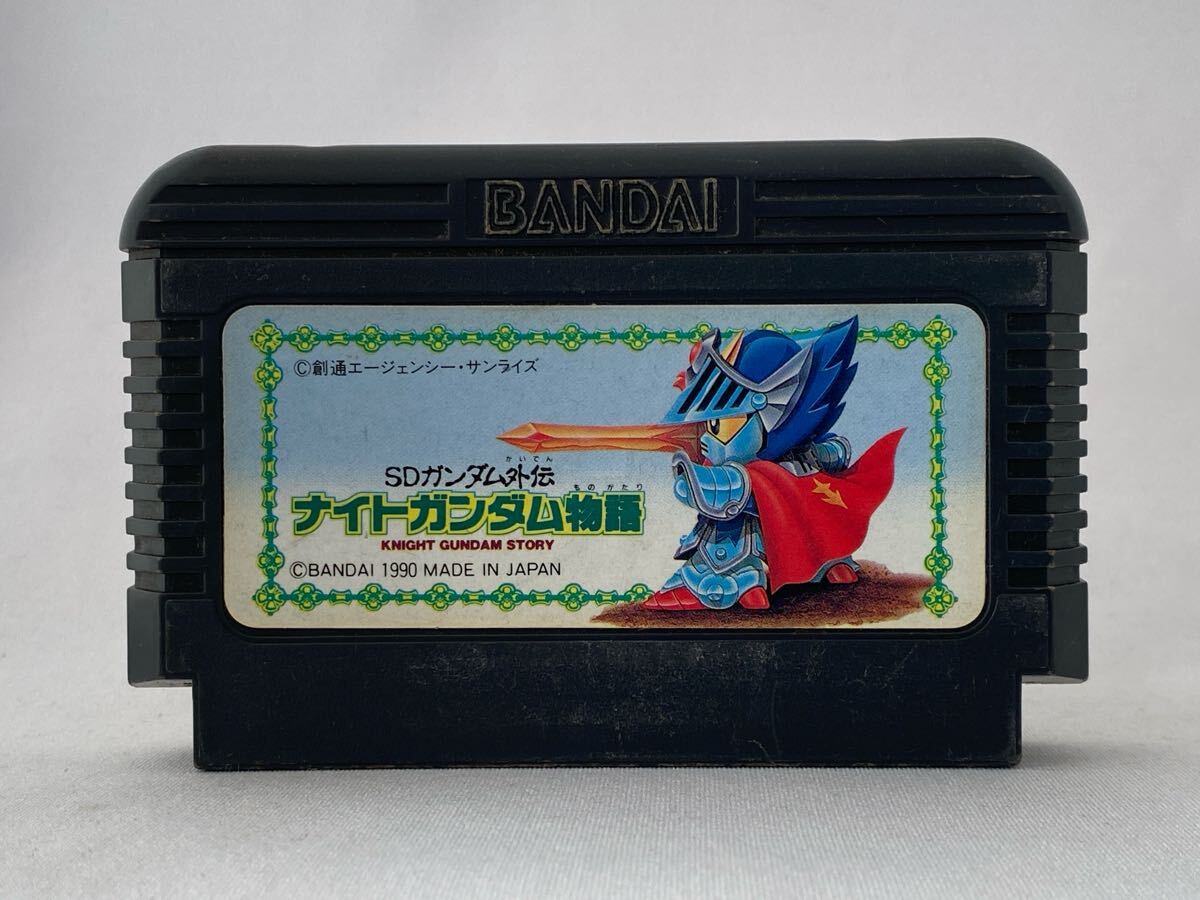 BANDAI
©創通エージェンシー・サンライズ
かいでん
SDガンダム外伝
ものがたり
ナイトガンダム物語
KNIGHT GUNDAM STORY
©BANDAI 1990 MADE IN JAPAN